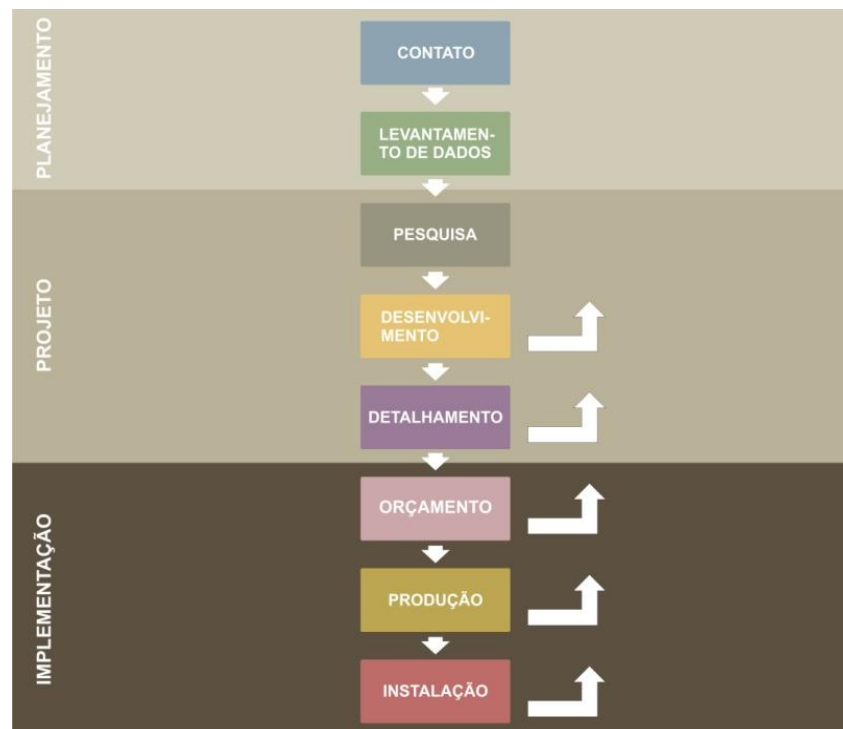 PLANEJAMENTO
CONTATO
LEVANTAMEN-
TO DE DADOS
PROJETO
PESQUISA
DESENVOLVI-
MENTO
DETALHAMENTO
IMPLEMENTAÇÃO
ORÇAMENTO
PRODUÇÃO
INSTALAÇÃO